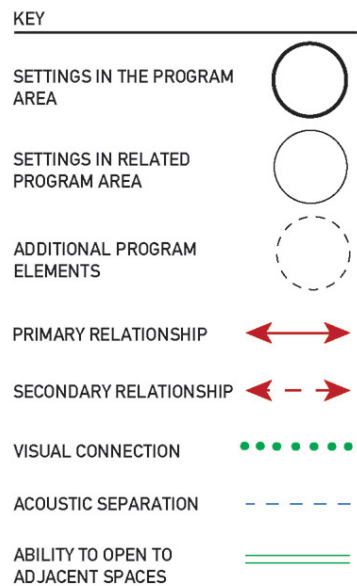 KEY
SETTINGS IN THE PROGRAM
AREA
SETTINGS IN RELATED
PROGRAM AREA
ADDITIONAL PROGRAM
ELEMENTS
PRIMARY RELATIONSHIP
SECONDARY RELATIONSHIP
VISUAL CONNECTION
ACOUSTIC SEPARATION
ABILITY TO OPEN TO
ADJACENT SPACES